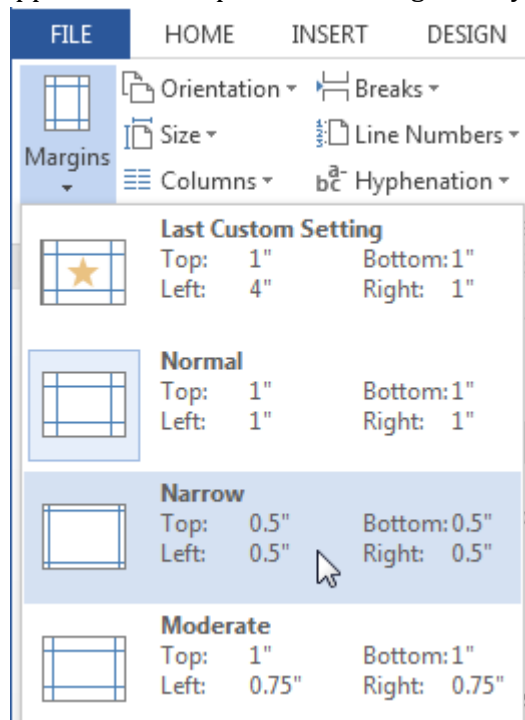 FILE HOME INSERT DESIGN
Orientation Breaks
Size Line Numbers
Margins
Columns Hyphenation
Last Custom Setting
Top: 1" Bottom: 1"
Left: 4" Right: 1"
Normal
Top: 1" Bottom: 1"
Left: 1" Right: 1"
Narrow
Top: 0.5" Bottom: 0.5"
Left: 0.5" Right: 0.5"
Moderate
Top: 1" Bottom: 1"
Left: 0.75" Right: 0.75"